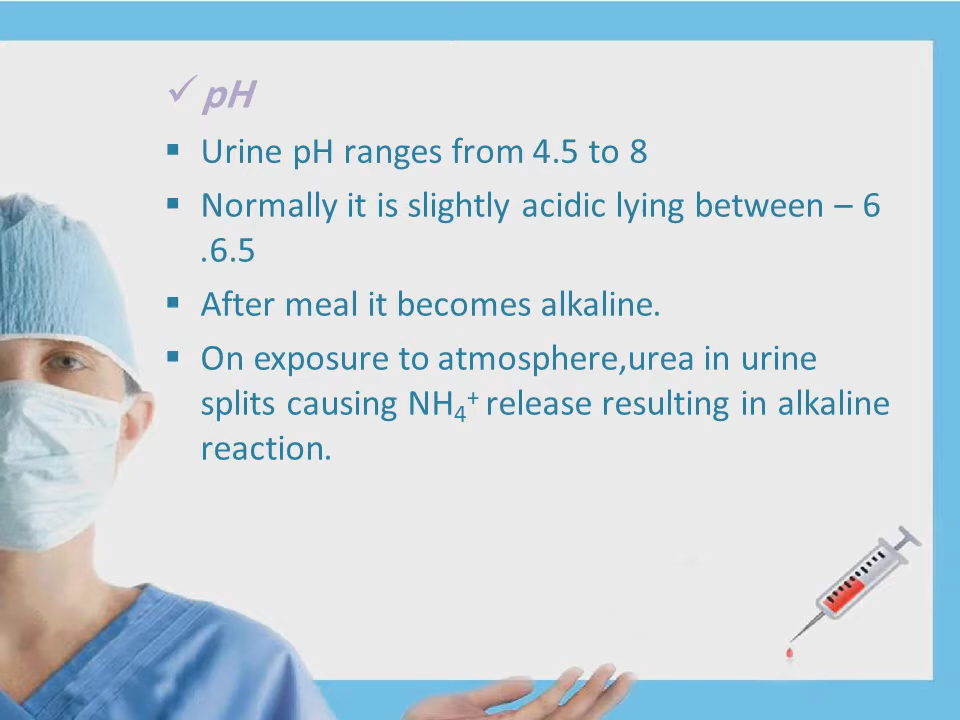 pH
Urine pH ranges from 4.5 to 8
Normally it is slightly acidic lying between – 6
.6.5
After meal it becomes alkaline.
On exposure to atmosphere,urea in urine
splits causing NH₄⁺ release resulting in alkaline
reaction.